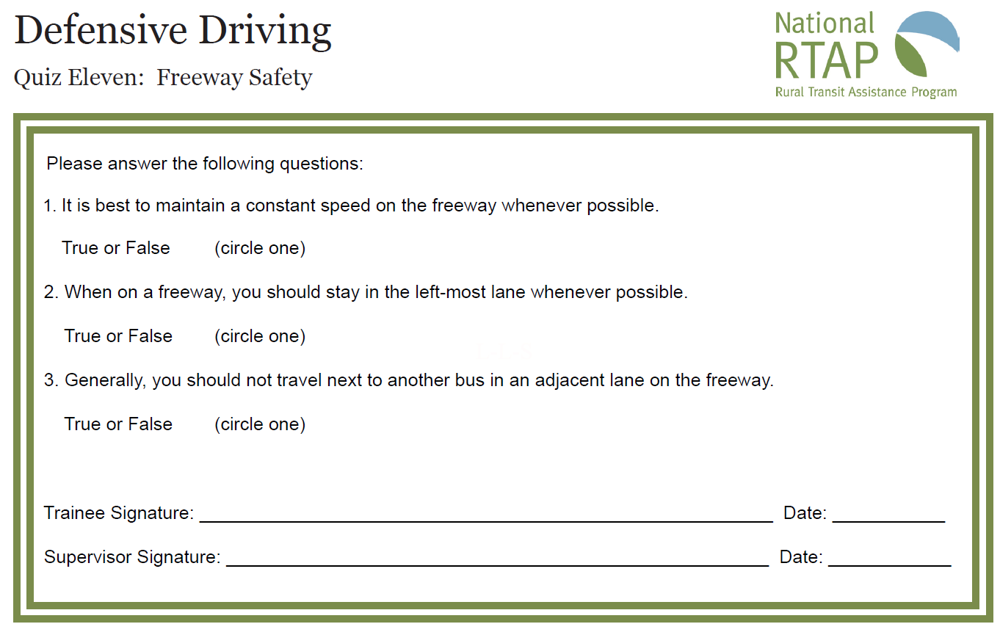 Defensive Driving
Quiz Eleven: Freeway Safety
National
RTAP
Rural Transit Assistance Program
Please answer the following questions:
1. It is best to maintain a constant speed on the freeway whenever possible.
True or False (circle one)
2. When on a freeway, you should stay in the left-most lane whenever possible.
True or False (circle one)
3. Generally, you should not travel next to another bus in an adjacent lane on the freeway.
True or False (circle one)
Trainee Signature: Date:
Supervisor Signature: Date: